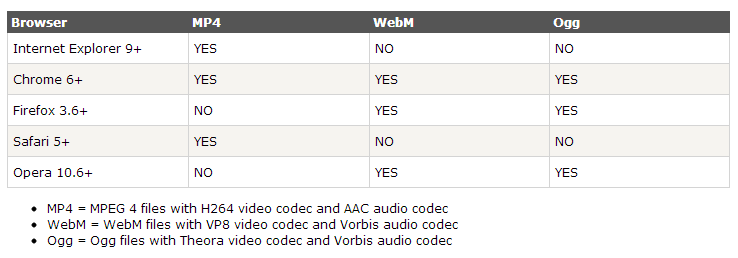 Browser MP4 WebM Ogg
Internet Explorer 9+ YES NO NO
Chrome 6+ YES YES YES
Firefox 3.6+ NO YES YES
Safari 5+ YES NO NO
Opera 10.6+ NO YES YES
• MP4 = MPEG 4 files with H264 video codec and AAC audio codec
• WebM = WebM files with VP8 video codec and Vorbis audio codec
• Ogg = Ogg files with Theora video codec and Vorbis audio codec